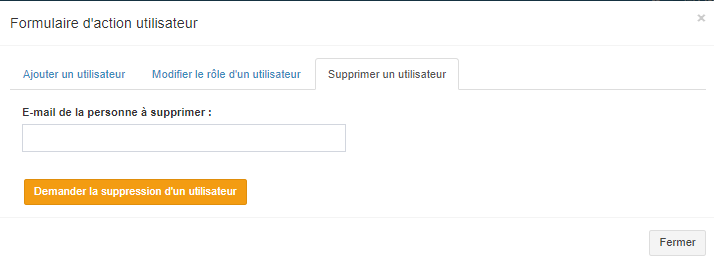 Formulaire d'action utilisateur
×
Ajouter un utilisateur
Modifier le rôle d'un utilisateur
Supprimer un utilisateur
E-mail de la personne à supprimer :
Demander la suppression d'un utilisateur
Fermer